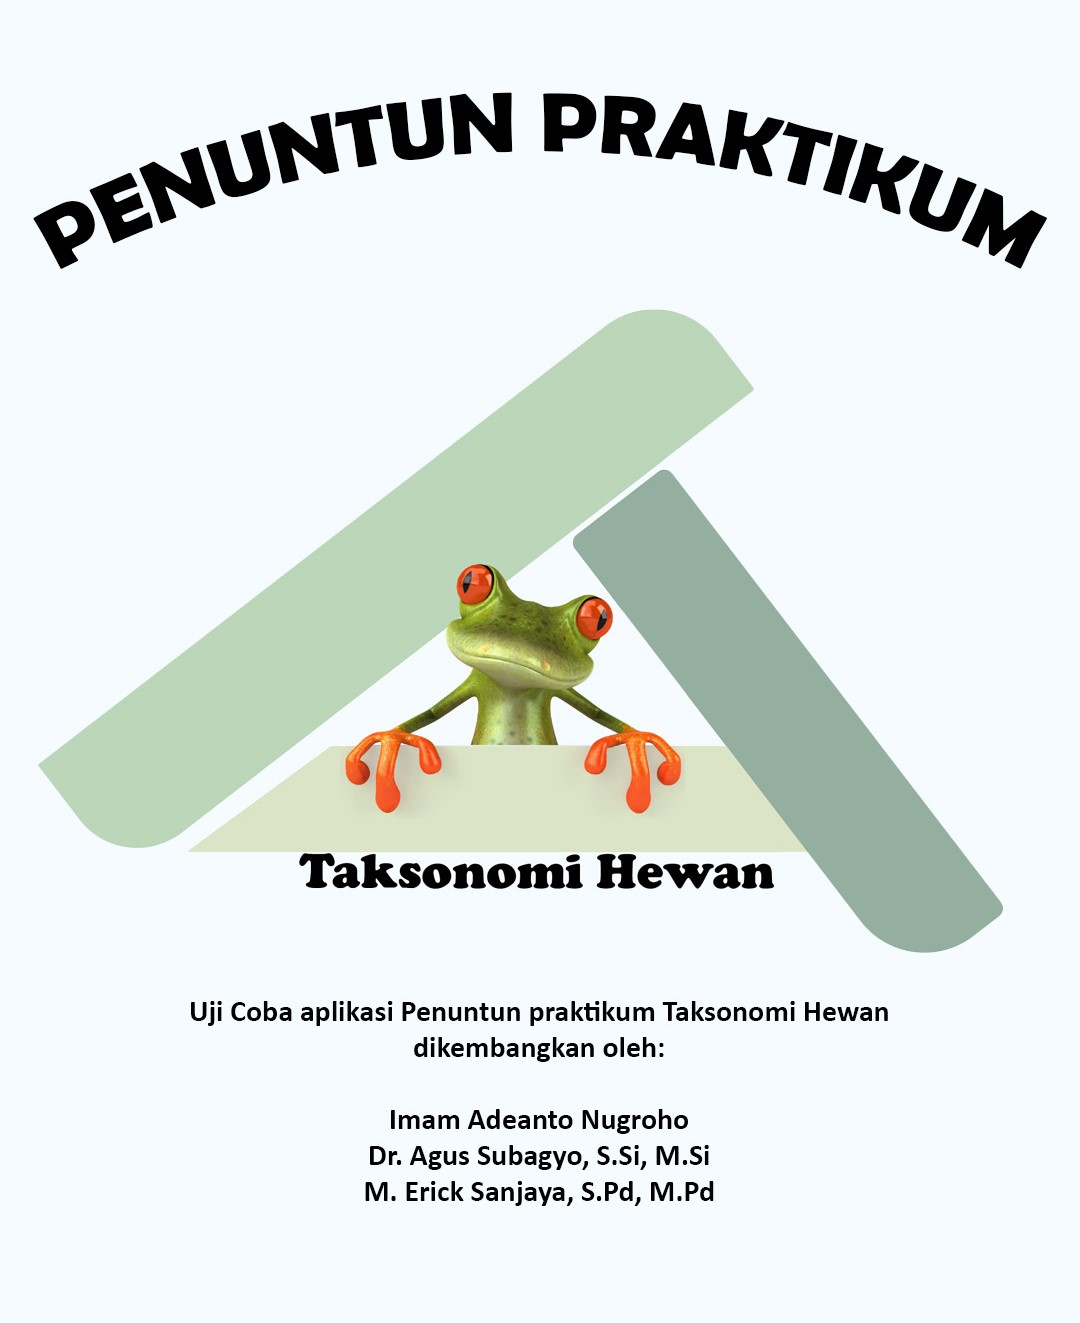 PENUNTUN PRAKTIKUM
Taksonomi Hewan
Uji Coba aplikasi Penuntun praktikum Taksonomi Hewan
dikembangkan oleh:
Imam Adeanto Nugroho
Dr. Agus Subagyo, S.Si, M.Si
M. Erick Sanjaya, S.Pd, M.Pd